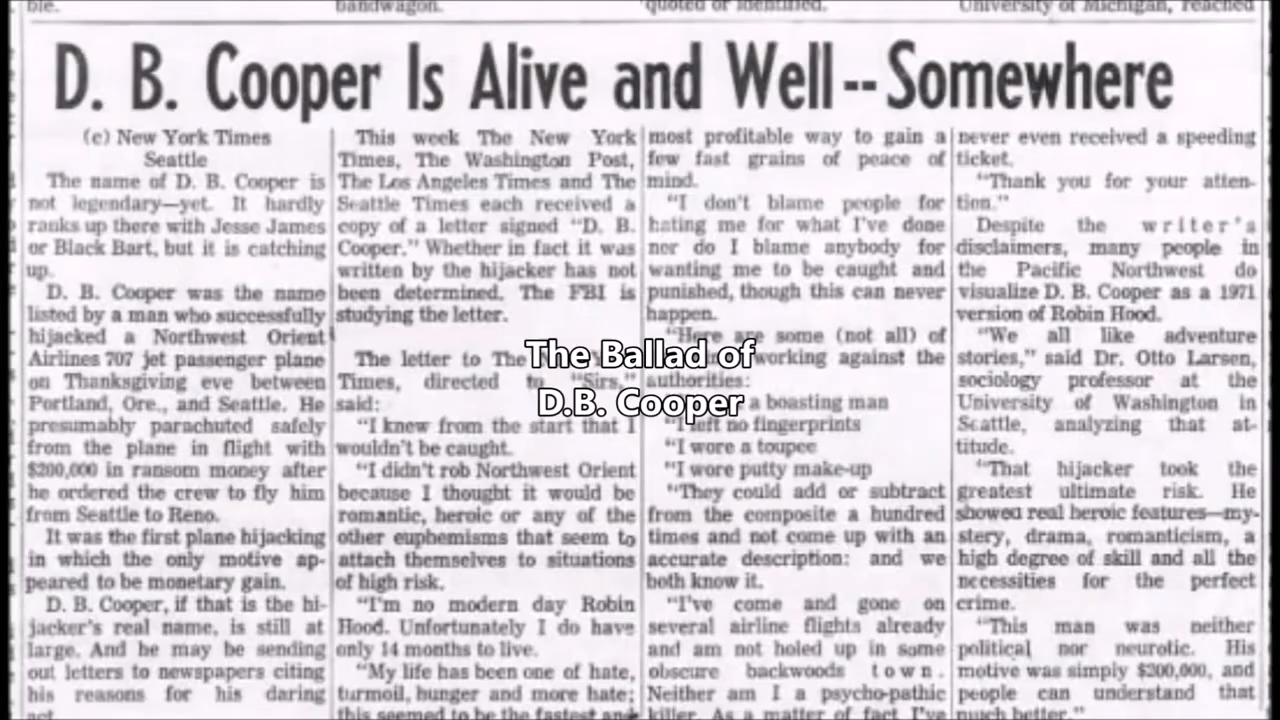 ble.
bandwagon.
quoted or identified.
University of Michigan, reached
D. B. Cooper Is Alive and Well -- Somewhere
(c) New York Times
Seattle
The name of D. B. Cooper is
not legendary—yet. It hardly
ranks up there with Jesse James
or Black Bart, but it is catching
up.
D. B. Cooper was the name
listed by a man who successfully
hijacked a Northwest Orient
Airlines 707 jet passenger plane
on Thanksgiving eve between
Portland, Ore., and Seattle. He
presumably parachuted safely
from the plane in flight with
$200,000 in ransom money after
he ordered the crew to fly him
from Seattle to Reno.
It was the first plane hijacking
in which the only motive ap-
peared to be monetary gain.
D. B. Cooper, if that is the hi-
jacker's real name, is still at
large. And he may be sending
out letters to newspapers citing
his reasons for his daring
act.
This week The New York
Times, The Washington Post,
The Los Angeles Times and The
Seattle Times each received a
copy of a letter signed "D. B.
Cooper." Whether in fact it was
written by the hijacker has not
been determined. The FBI is
studying the letter.
The letter to The
Times, directed to "Sirs,"
said:
"I knew from the start that I
wouldn't be caught.
"I didn't rob Northwest Orient
because I thought it would be
romantic, heroic or any of the
other euphemisms that seem to
attach themselves to situations
of high risk.
"I'm no modern day Robin
Hood. Unfortunately I do have
only 14 months to live.
"My life has been one of hate,
turmoil, hunger and more hate;
this seemed to be the fastest and
most profitable way to gain a
few fast grains of peace of
mind.
"I don't blame people for
hating me for what I've done
nor do I blame anybody for
wanting me to be caught and
punished, though this can never
happen.
"Here are some (not all) of
working against the
authorities:
a boasting man
"I left no fingerprints
"I wore a toupee
"I wore putty make-up
"They could add or subtract
from the composite a hundred
times and not come up with an
accurate description: and we
both know it.
"I've come and gone on
several airline flights already
and am not holed up in some
obscure backwoods town.
Neither am I a psycho-pathic
killer. As a matter of fact I've
never even received a speeding
ticket.
"Thank you for your atten-
tion."
Despite the writer's
disclaimers, many people in
the Pacific Northwest do
visualize D. B. Cooper as a 1971
version of Robin Hood.
"We all like adventure
stories," said Dr. Otto Larsen,
sociology professor at the
University of Washington in
Seattle, analyzing that at-
titude.
"That hijacker took the
greatest ultimate risk. He
showed real heroic features—my-
stery, drama, romanticism, a
high degree of skill and all the
necessities for the perfect
crime.
"This man was neither
political nor neurotic. His
motive was simply $200,000, and
people can understand that
much better."
The Ballad of
D.B. Cooper